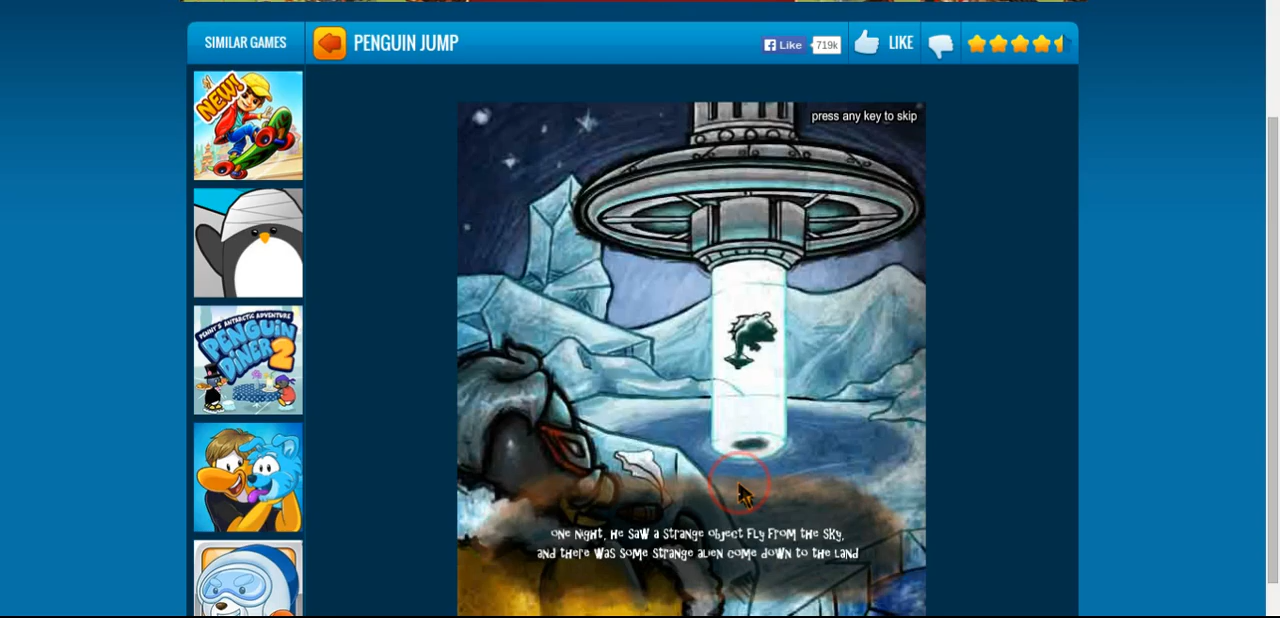 SIMILAR GAMES
PENGUIN JUMP
Like
719k
LIKE
NEW!
press any key to skip
PENNY'S ANTARCTIC ADVENTURE
PENGUIN
DINER 2
One night, he saw a strange object fly from the sky,
and there was some strange alien come down to the land